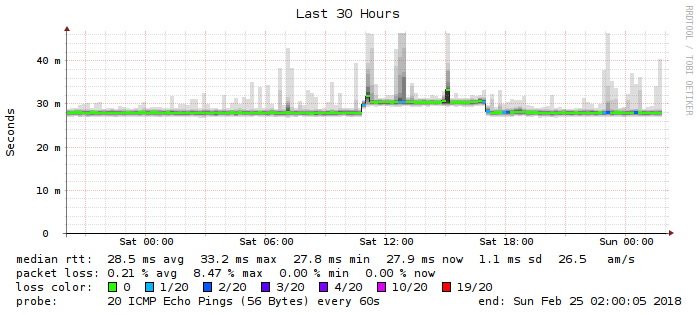 Last 30 Hours
RRDTOOL / TOBI OETIKER
Seconds
40 m
30 m
20 m
10 m
0
Sat 00:00 Sat 06:00 Sat 12:00 Sat 18:00 Sun 00:00
median rtt: 28.5 ms avg 33.2 ms max 27.8 ms min 27.9 ms now 1.1 ms sd 26.5 am/s
packet loss: 0.21 % avg 8.47 % max 0.00 % min 0.00 % now
loss color: 0 1/20 2/20 3/20 4/20 10/20 19/20
probe: 20 ICMP Echo Pings (56 Bytes) every 60s end: Sun Feb 25 02:00:05 2018